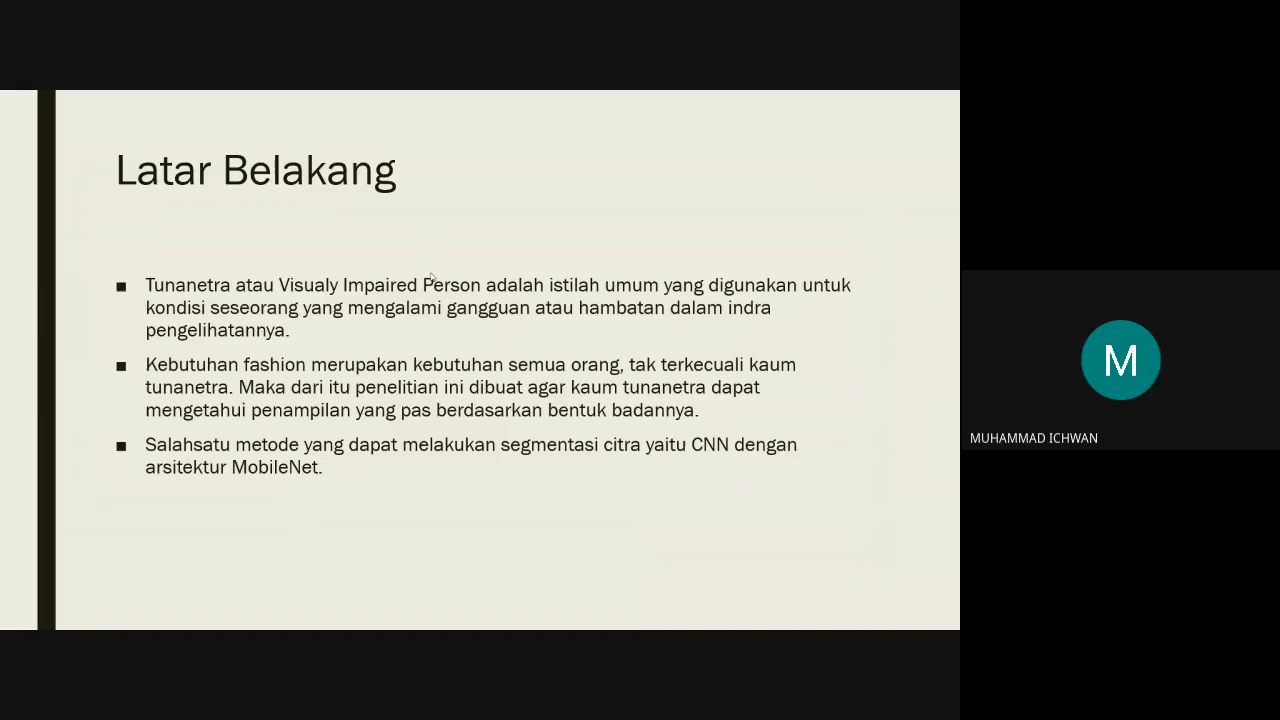 Latar Belakang
■ Tunanetra atau Visualy Impaired Person adalah istilah umum yang digunakan untuk
kondisi seseorang yang mengalami gangguan atau hambatan dalam indra
pengelihatannya.
■ Kebutuhan fashion merupakan kebutuhan semua orang, tak terkecuali kaum
tunanetra. Maka dari itu penelitian ini dibuat agar kaum tunanetra dapat
mengetahui penampilan yang pas berdasarkan bentuk badannya.
■ Salahsatu metode yang dapat melakukan segmentasi citra yaitu CNN dengan
arsitektur MobileNet.
M
MUHAMMAD ICHWAN